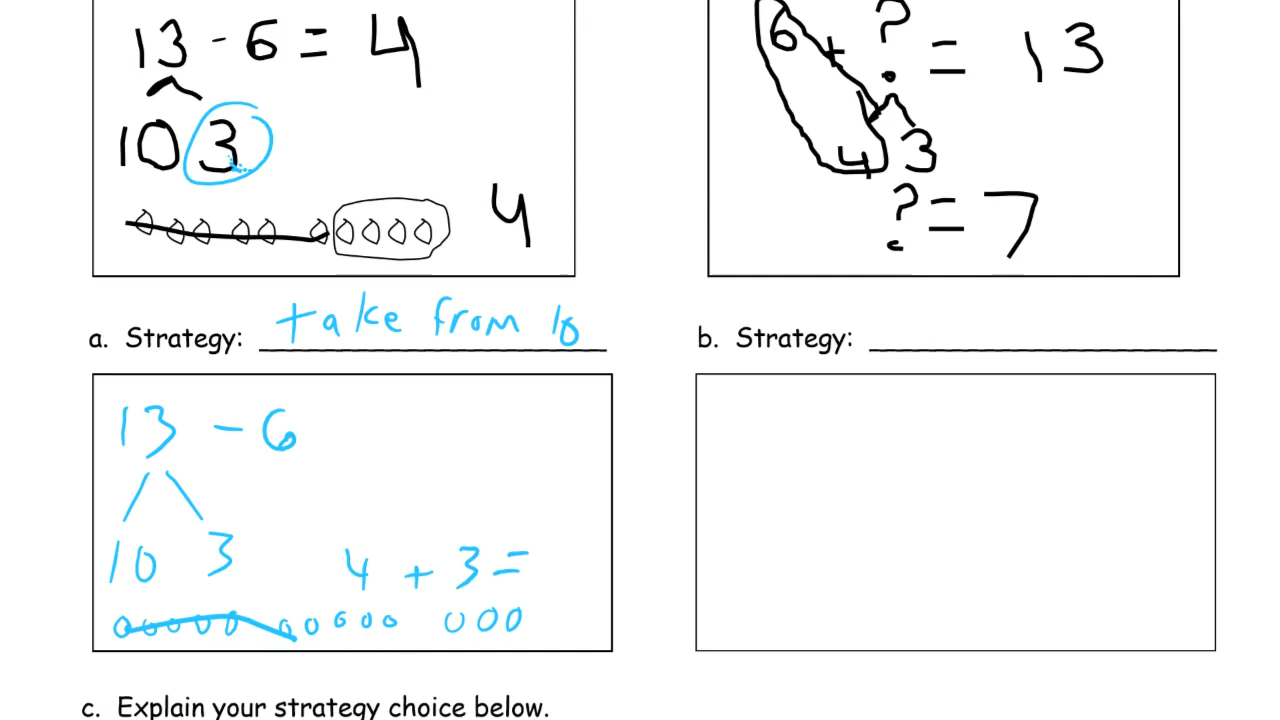 13 - 6 = 4
10 3
4
6 + ? = 13
4 3
? = 7
a. Strategy: take from 10
b. Strategy:
13 - 6
10 3
4 + 3 =
c. Explain your strategy choice below.